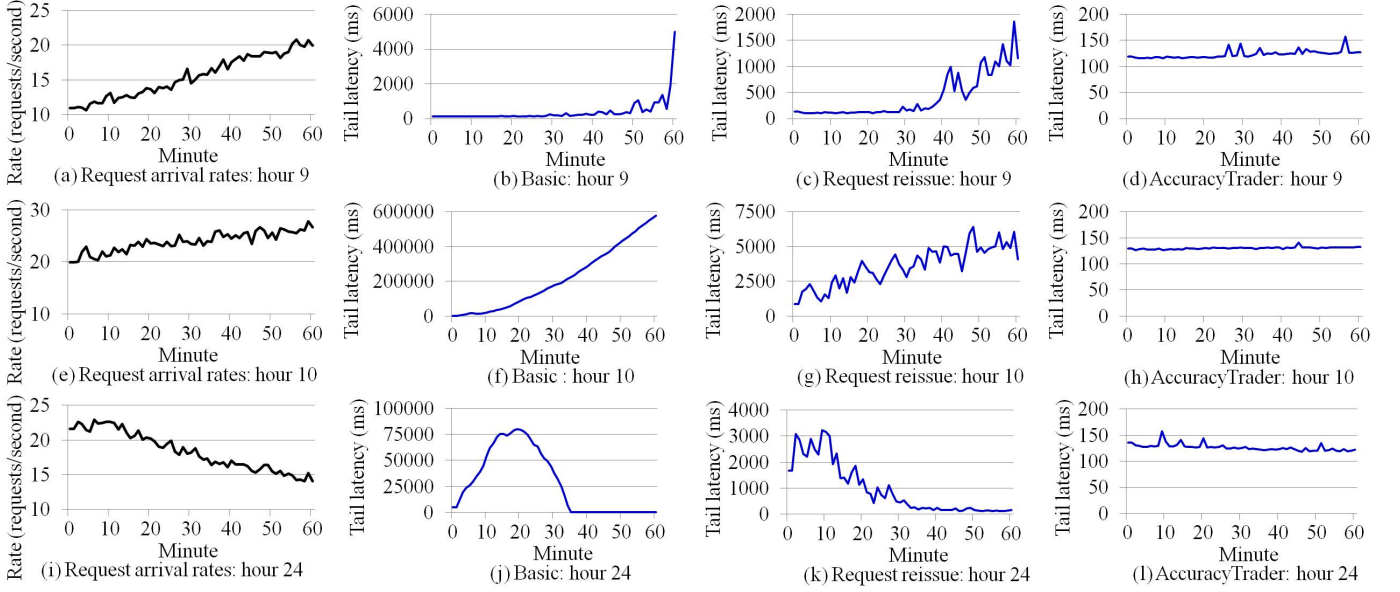 Rate (requests/second)
25
20
15
10
0 10 20 30 40 50 60
Minute
(a) Request arrival rates: hour 9
Tail latency (ms)
6000
4000
2000
0
0 10 20 30 40 50 60
Minute
(b) Basic: hour 9
Tail latency (ms)
2000
1500
1000
500
0
0 10 20 30 40 50 60
Minute
(c) Request reissue: hour 9
Tail latency (ms)
200
150
100
50
0
0 10 20 30 40 50 60
Minute
(d) AccuracyTrader: hour 9
Rate (requests/second)
30
20
10
0 10 20 30 40 50 60
Minute
(e) Request arrival rates: hour 10
Tail latency (ms)
600000
400000
200000
0
0 10 20 30 40 50 60
Minute
(f) Basic : hour 10
Tail latency (ms)
7500
5000
2500
0
0 10 20 30 40 50 60
Minute
(g) Request reissue: hour 10
Tail latency (ms)
200
150
100
50
0
0 10 20 30 40 50 60
Minute
(h) AccuracyTrader: hour 10
Rate (requests/second)
25
20
15
10
0 10 20 30 40 50 60
Minute
(i) Request arrival rates: hour 24
Tail latency (ms)
100000
75000
50000
25000
0
0 10 20 30 40 50 60
Minute
(j) Basic: hour 24
Tail latency (ms)
4000
3000
2000
1000
0
0 10 20 30 40 50 60
Minute
(k) Request reissue: hour 24
Tail latency (ms)
200
150
100
50
0
0 10 20 30 40 50 60
Minute
(l) AccuracyTrader: hour 24